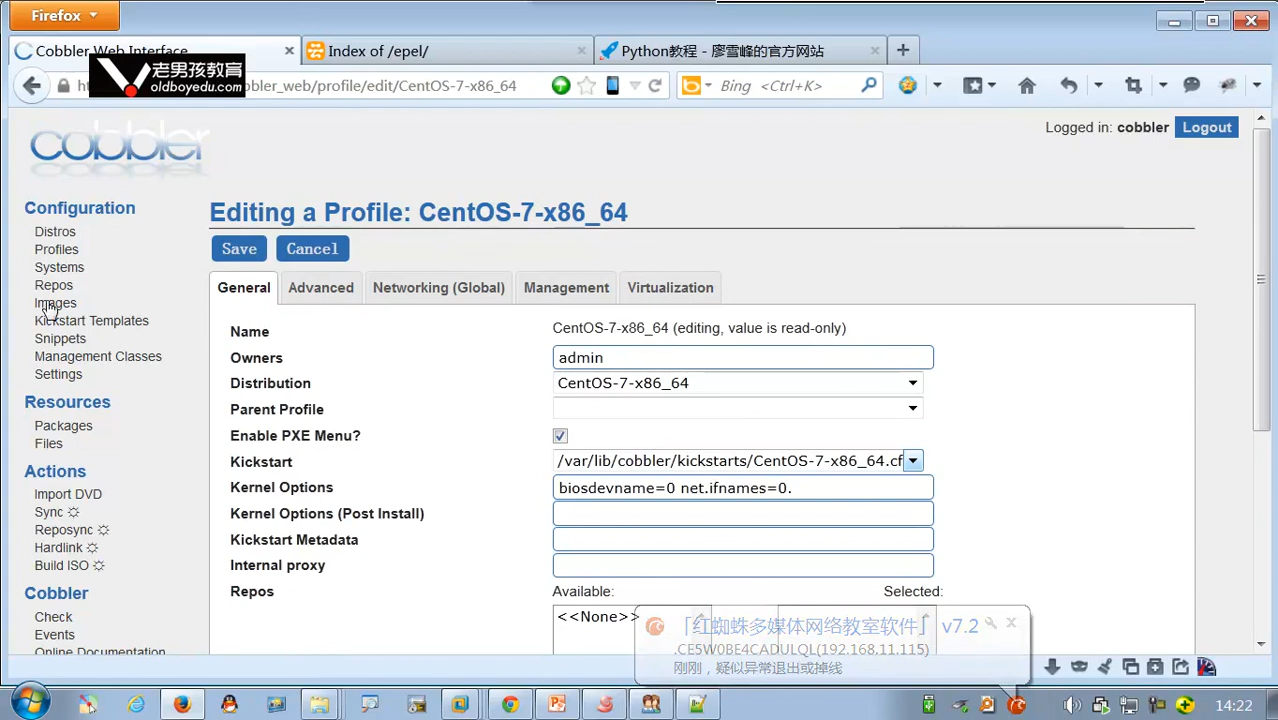 Firefox
Cobbler Web Interface
Index of /epel/
Python教程 - 廖雪峰的官方网站
老男孩教育
oldboyedu.com
bbler_web/profile/edit/CentOS-7-x86_64
Bing <Ctrl+K>
cobbler
Logged in: cobbler
Logout
Configuration
Distros
Profiles
Systems
Repos
Images
Kickstart Templates
Snippets
Management Classes
Settings
Resources
Packages
Files
Actions
Import DVD
Sync
Reposync
Hardlink
Build ISO
Cobbler
Check
Events
Online Documentation
Editing a Profile: CentOS-7-x86_64
Save
Cancel
General
Advanced
Networking (Global)
Management
Virtualization
Name
CentOS-7-x86_64 (editing, value is read-only)
Owners
admin
Distribution
CentOS-7-x86_64
Parent Profile
Enable PXE Menu?
Kickstart
/var/lib/cobbler/kickstarts/CentOS-7-x86_64.cf
Kernel Options
biosdevname=0 net.ifnames=0.
Kernel Options (Post Install)
Kickstart Metadata
Internal proxy
Repos
Available:
Selected:
<<None>>
「红蜘蛛多媒体网络教室软件」 v7.2
.CE5W0BE4CADULQL(192.168.11.115)
刚刚，疑似异常退出或掉线
14:22